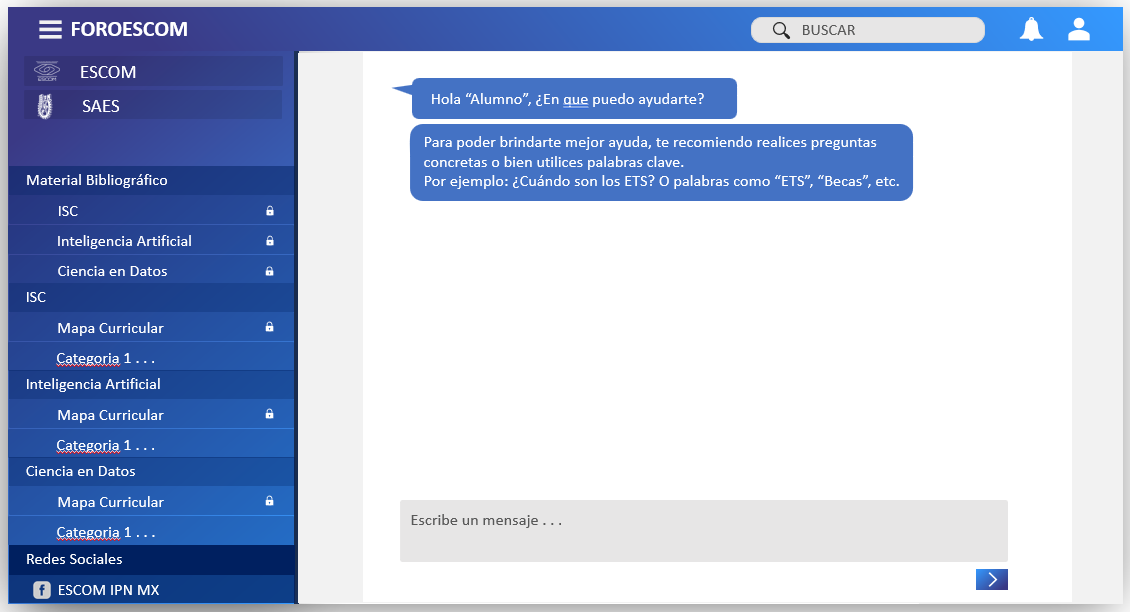 FOROESCOM
BUSCAR
ESCOM
SAES
Material Bibliográfico
ISC
Inteligencia Artificial
Ciencia en Datos
ISC
Mapa Curricular
Categoria 1 . . .
Inteligencia Artificial
Mapa Curricular
Categoria 1 . . .
Ciencia en Datos
Mapa Curricular
Categoria 1 . . .
Redes Sociales
f ESCOM IPN MX
Hola “Alumno”, ¿En que puedo ayudarte?
Para poder brindarte mejor ayuda, te recomiendo realices preguntas
concretas o bien utilices palabras clave.
Por ejemplo: ¿Cuándo son los ETS? O palabras como “ETS”, “Becas”, etc.
Escribe un mensaje . . .